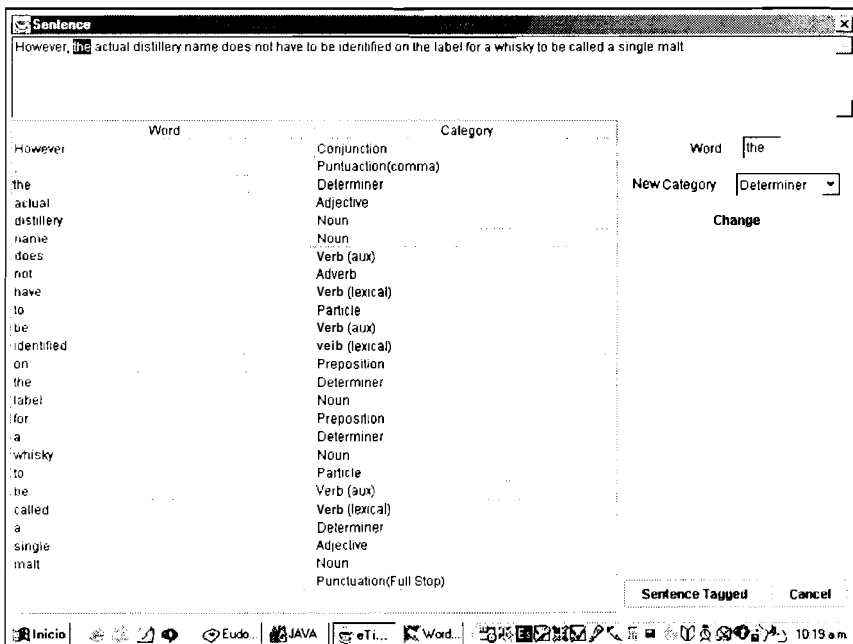 Sentence
However, the actual distillery name does not have to be identified on the label for a whisky to be called a single malt
Word Category
However Conjunction
, Puntuaction(comma)
the Determiner
actual Adjective
distillery Noun
name Noun
does Verb (aux)
not Adverb
have Verb (lexical)
to Particle
be Verb (aux)
identified verb (lexical)
on Preposition
the Determiner
label Noun
for Preposition
a Determiner
whisky Noun
to Particle
be Verb (aux)
called Verb (lexical)
a Determiner
single Adjective
malt Noun
Punctuation(Full Stop)
Word the
New Category Determiner
Change
Sentence Tagged Cancel
Inicio Eudo... JAVA eTi... Word... Es 10:19 a.m.